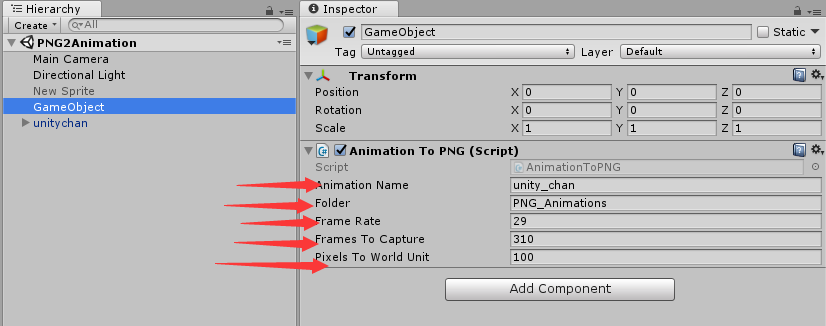 Hierarchy
Create All
PNG2Animation
Main Camera
Directional Light
New Sprite
GameObject
unitychan
Inspector
GameObject Static
Tag Untagged Layer Default
Transform
Position X 0 Y 0 Z 0
Rotation X 0 Y 0 Z 0
Scale X 1 Y 1 Z 1
Animation To PNG (Script)
Script AnimationToPNG
Animation Name unity_chan
Folder PNG_Animations
Frame Rate 29
Frames To Capture 310
Pixels To World Unit 100
Add Component